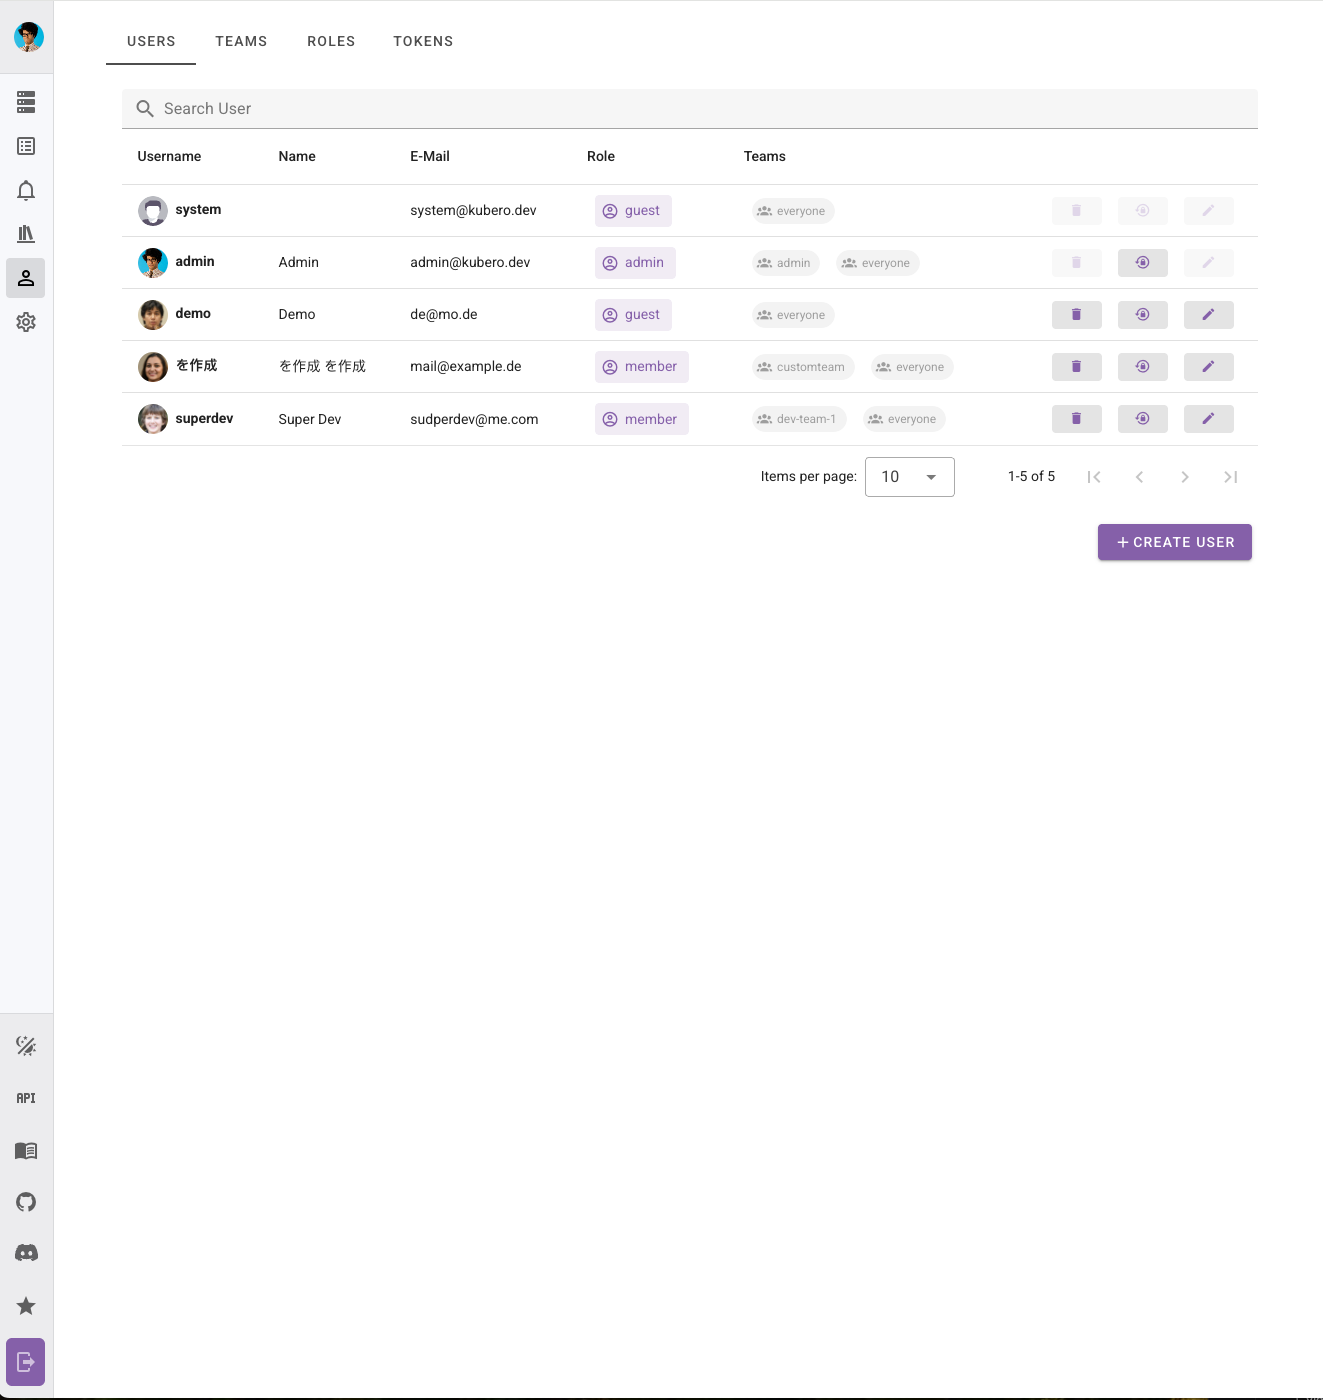 USERS TEAMS ROLES TOKENS
Search User
Username Name E-Mail Role Teams
system system@kubero.dev guest everyone
admin Admin admin@kubero.dev admin admin everyone
demo Demo de@mo.de guest everyone
を作成 を作成 を作成 mail@example.de member customteam everyone
superdev Super Dev sudperdev@me.com member dev-team-1 everyone
Items per page: 10 1-5 of 5
CREATE USER
API